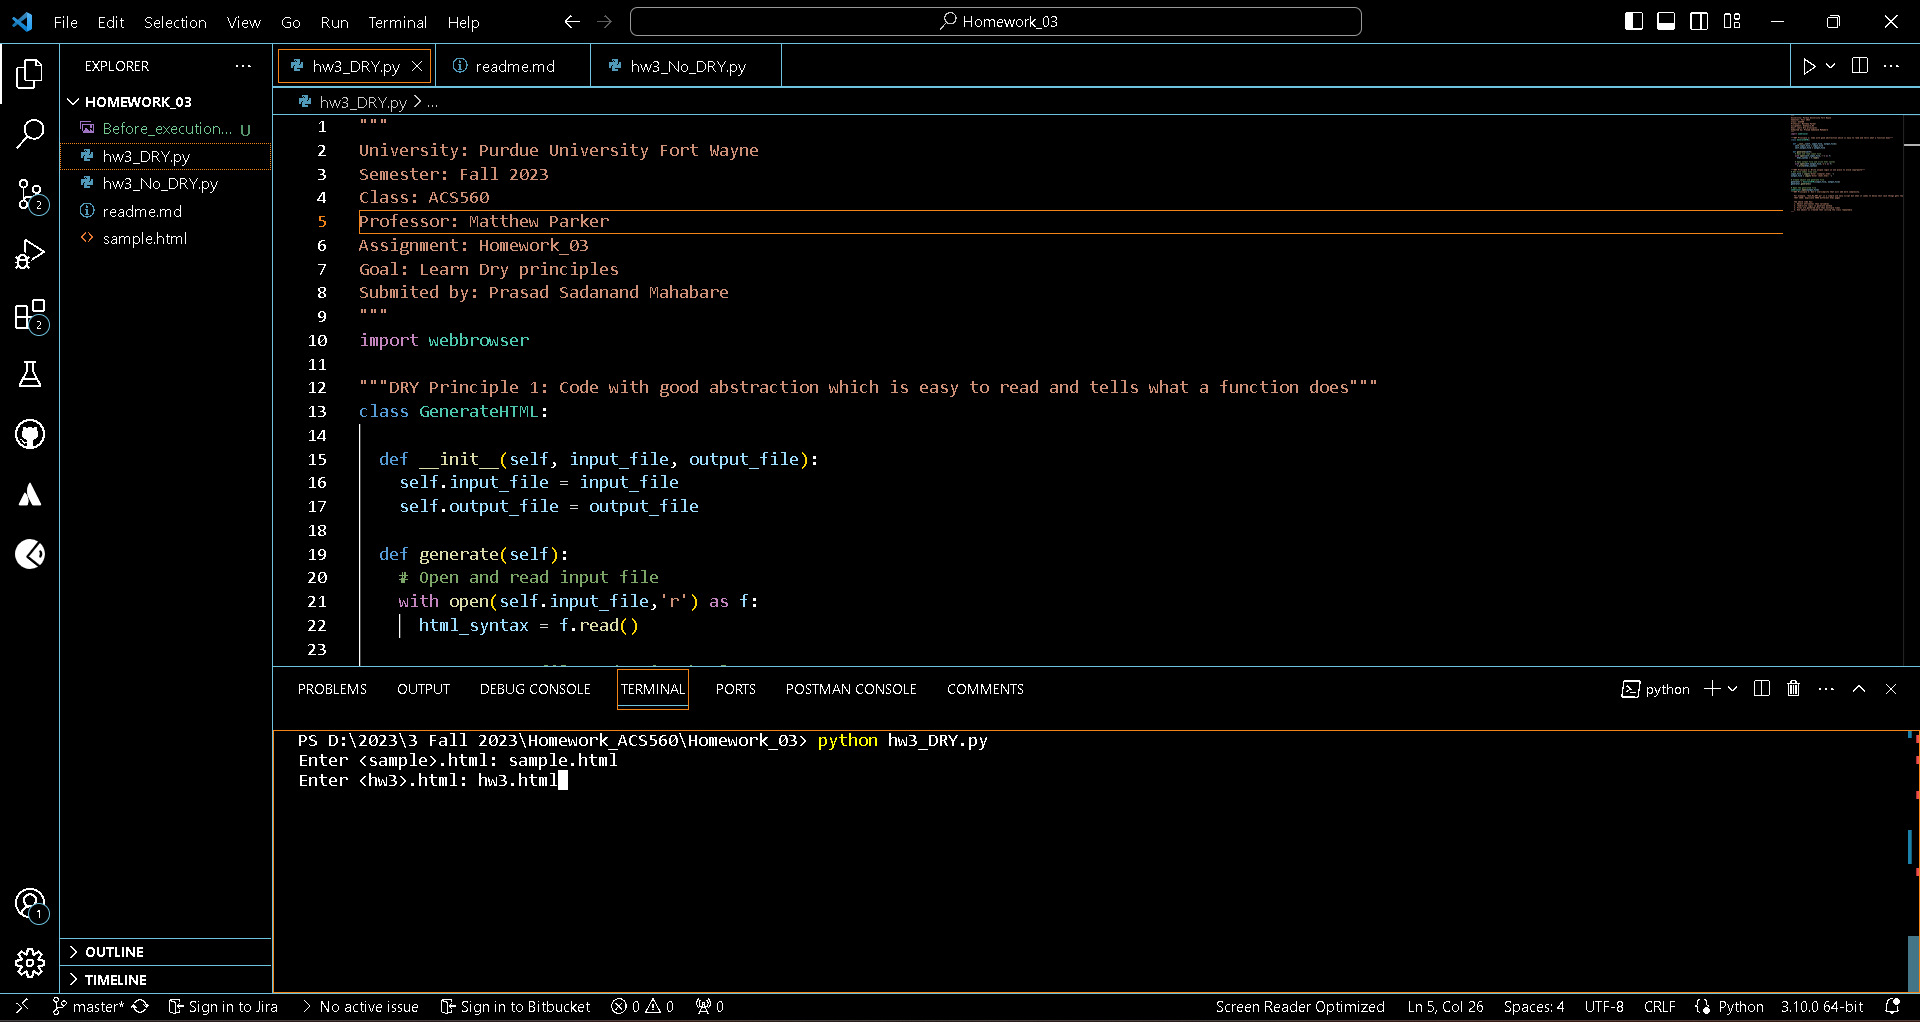 File Edit Selection View Go Run Terminal Help
Homework_03
EXPLORER
HOMEWORK_03
Before_execution... U
hw3_DRY.py
hw3_No_DRY.py
readme.md
sample.html
2
2
1
OUTLINE
TIMELINE
hw3_DRY.py readme.md hw3_No_DRY.py
hw3_DRY.py > ...
1 """
2 University: Purdue University Fort Wayne
3 Semester: Fall 2023
4 Class: ACS560
5 Professor: Matthew Parker
6 Assignment: Homework_03
7 Goal: Learn Dry principles
8 Submited by: Prasad Sadanand Mahabare
9 """
10 import webbrowser
11
12 """DRY Principle 1: Code with good abstraction which is easy to read and tells what a function does"""
13 class GenerateHTML:
14
15 def __init__(self, input_file, output_file):
16 self.input_file = input_file
17 self.output_file = output_file
18
19 def generate(self):
20 # Open and read input file
21 with open(self.input_file,'r') as f:
22 html_syntax = f.read()
23
PROBLEMS OUTPUT DEBUG CONSOLE TERMINAL PORTS POSTMAN CONSOLE COMMENTS
python
PS D:\2023\3 Fall 2023\Homework_ACS560\Homework_03> python hw3_DRY.py
Enter <sample>.html: sample.html
Enter <hw3>.html: hw3.html
master* Sign in to Jira No active issue Sign in to Bitbucket 0 0 0 Screen Reader Optimized Ln 5, Col 26 Spaces: 4 UTF-8 CRLF Python 3.10.0 64-bit